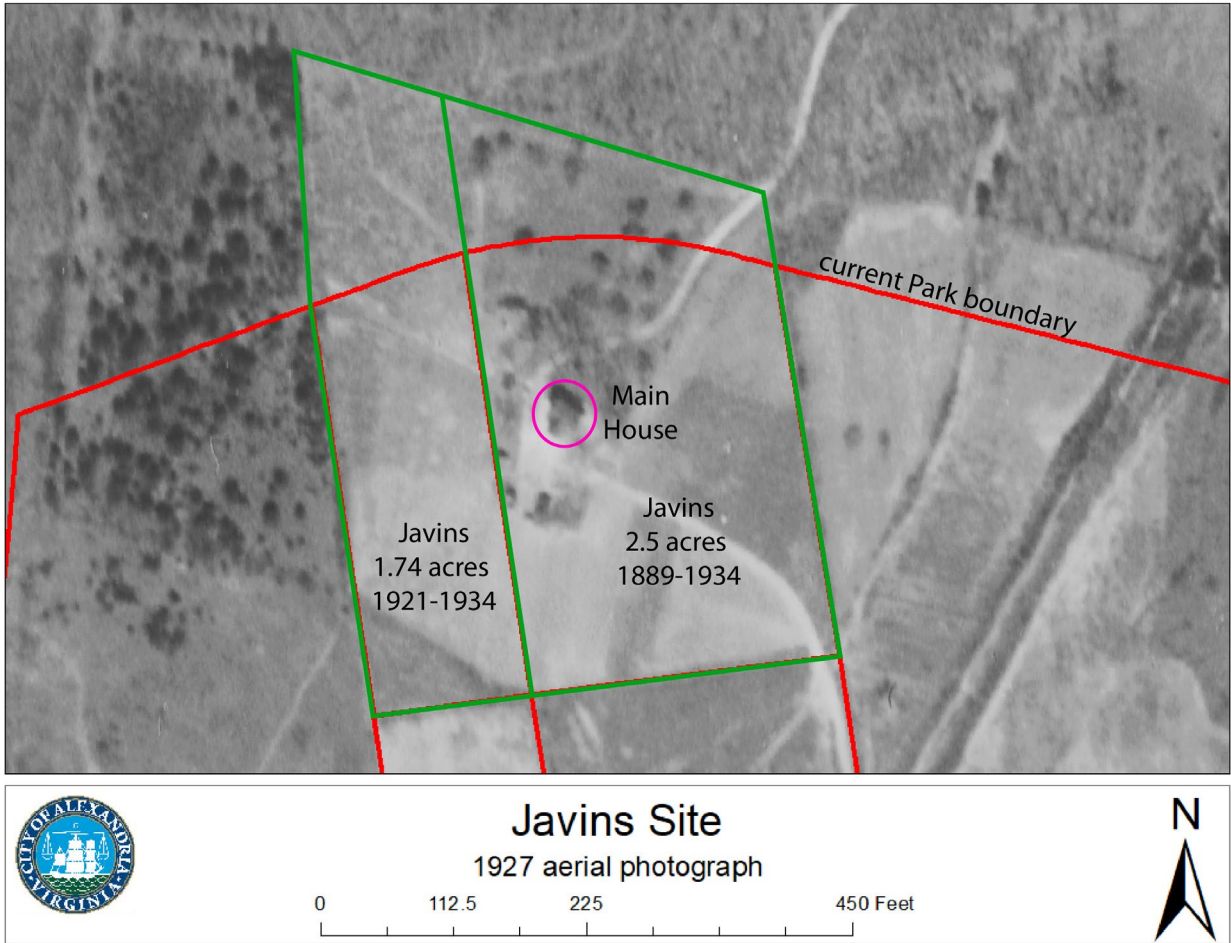 current Park boundary
Main
House
Javins
1.74 acres
1921-1934
Javins
2.5 acres
1889-1934
CITY OF ALEXANDRIA
VIRGINIA
Javins Site
1927 aerial photograph
0 112.5 225 450 Feet
N